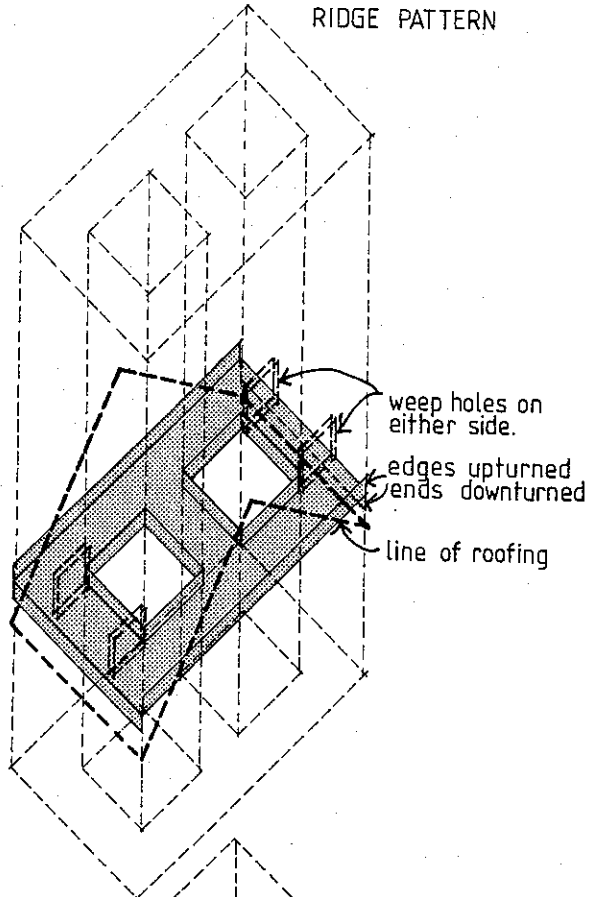 RIDGE PATTERN
weep holes on
either side.
edges upturned
ends downturned
line of roofing